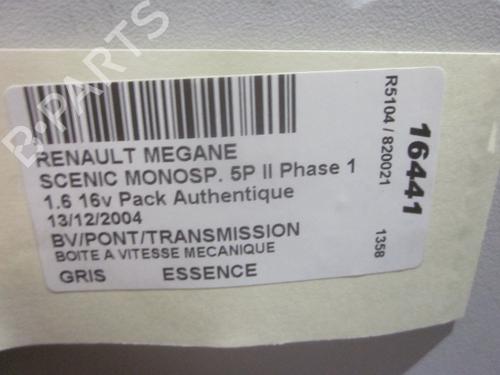 B-PARTS
RENAULT MEGANE
SCENIC MONOSP. 5P II Phase 1
1.6 16v Pack Authentique
13/12/2004
BV/PONT/TRANSMISSION
BOITE A VITESSE MECANIQUE
GRIS ESSENCE
R5104 / 820021
16441
1358